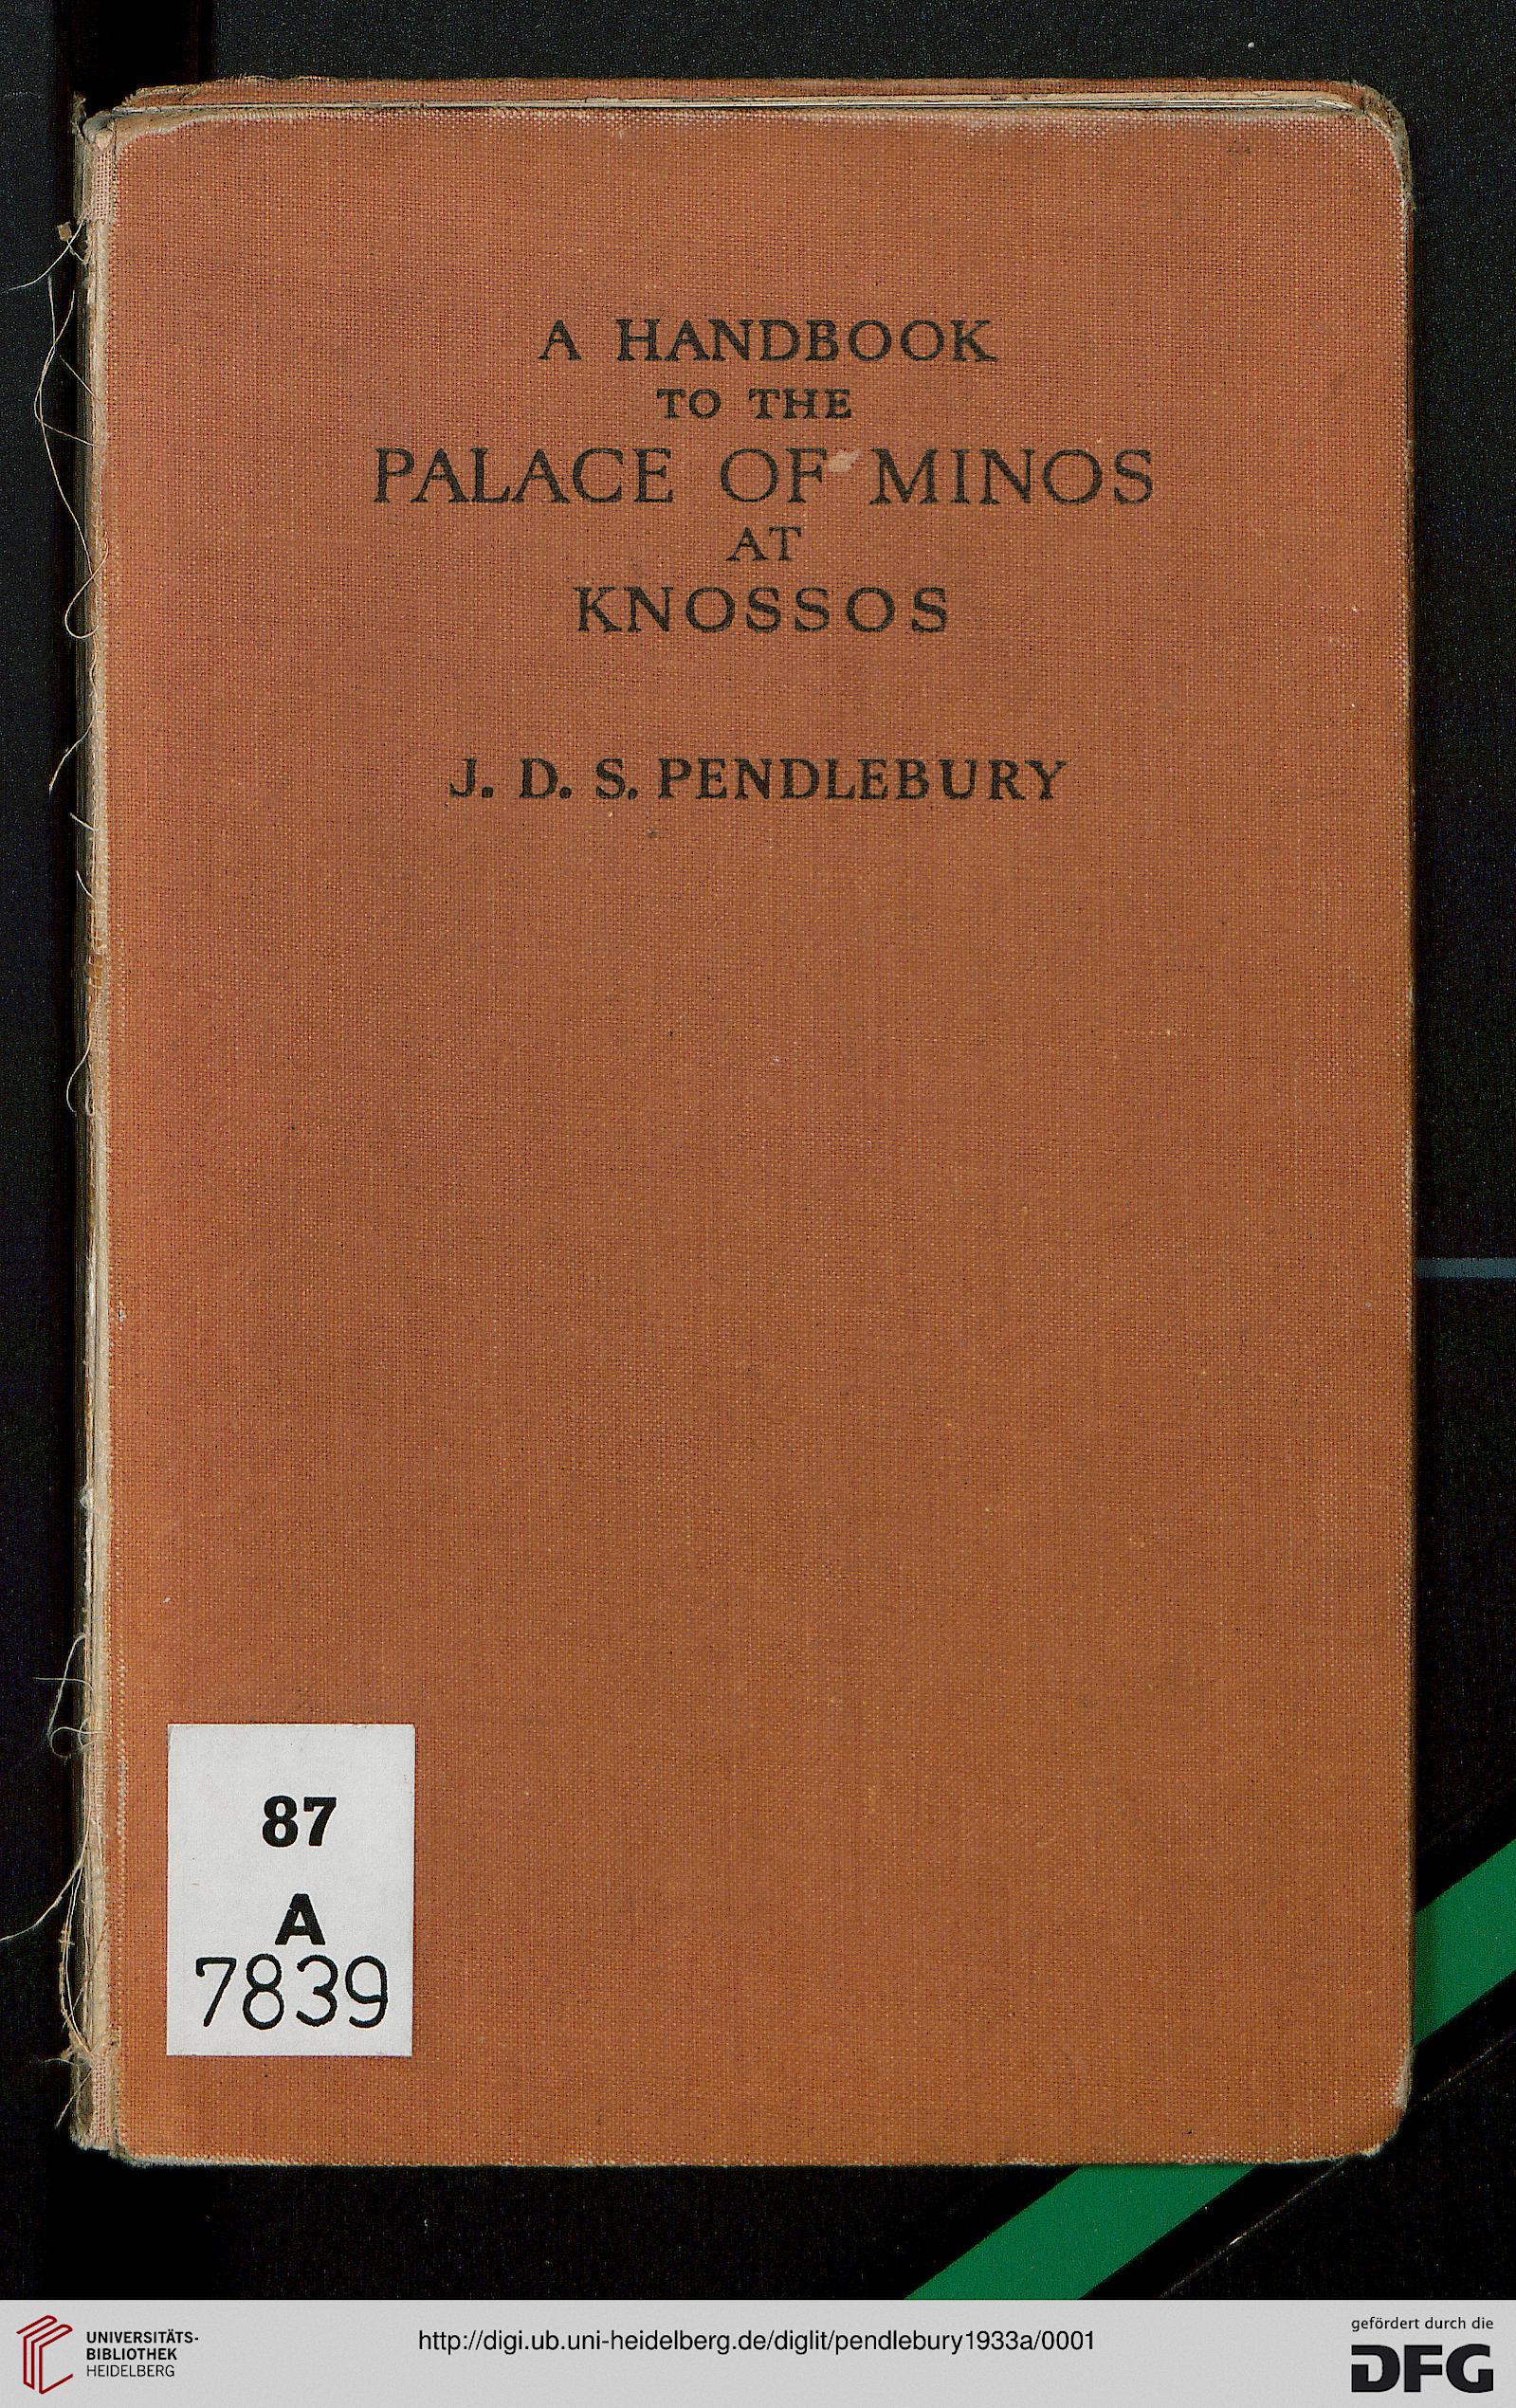 A HANDBOOK
TO THE
PALACE OF MINOS
AT
KNOSSOS
J. D. S. PENDLEBURY
87
A
7839
UNIVERSITÄTS-
BIBLIOTHEK
HEIDELBERG
http://digi.ub.uni-heidelberg.de/diglit/pendlebury1933a/0001
gefördert durch die
DFG